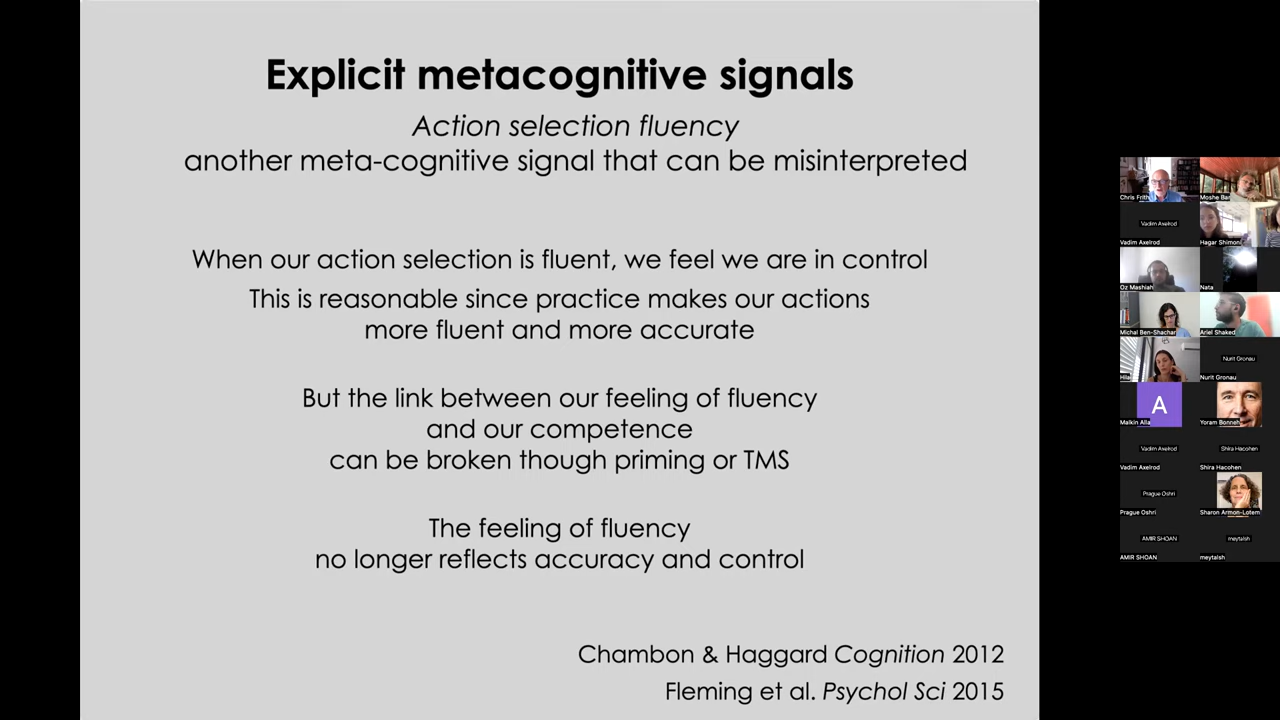 Explicit metacognitive signals
Action selection fluency
another meta-cognitive signal that can be misinterpreted
When our action selection is fluent, we feel we are in control
This is reasonable since practice makes our actions
more fluent and more accurate
But the link between our feeling of fluency
and our competence
can be broken though priming or TMS
The feeling of fluency
no longer reflects accuracy and control
Chambon & Haggard Cognition 2012
Fleming et al. Psychol Sci 2015
Chris Frith
Moshe Bar
Vadim Axelrod
Vadim Axelrod
Hagar Shimoni
Oz Mashiah
Nata
Michal Ben-Shachar
Ariel Shaked
Hila
Nurit Gronau
Nurit Gronau
A
Malkin Alla
Yoram Bonneh
Vadim Axelrod
Shira Hacohen
Vadim Axelrod
Shira Hacohen
Prague Oshri
Prague Oshri
Sharon Armon-Lotem
AMIR SHOAN
meytalsh
AMIR SHOAN
meytalsh